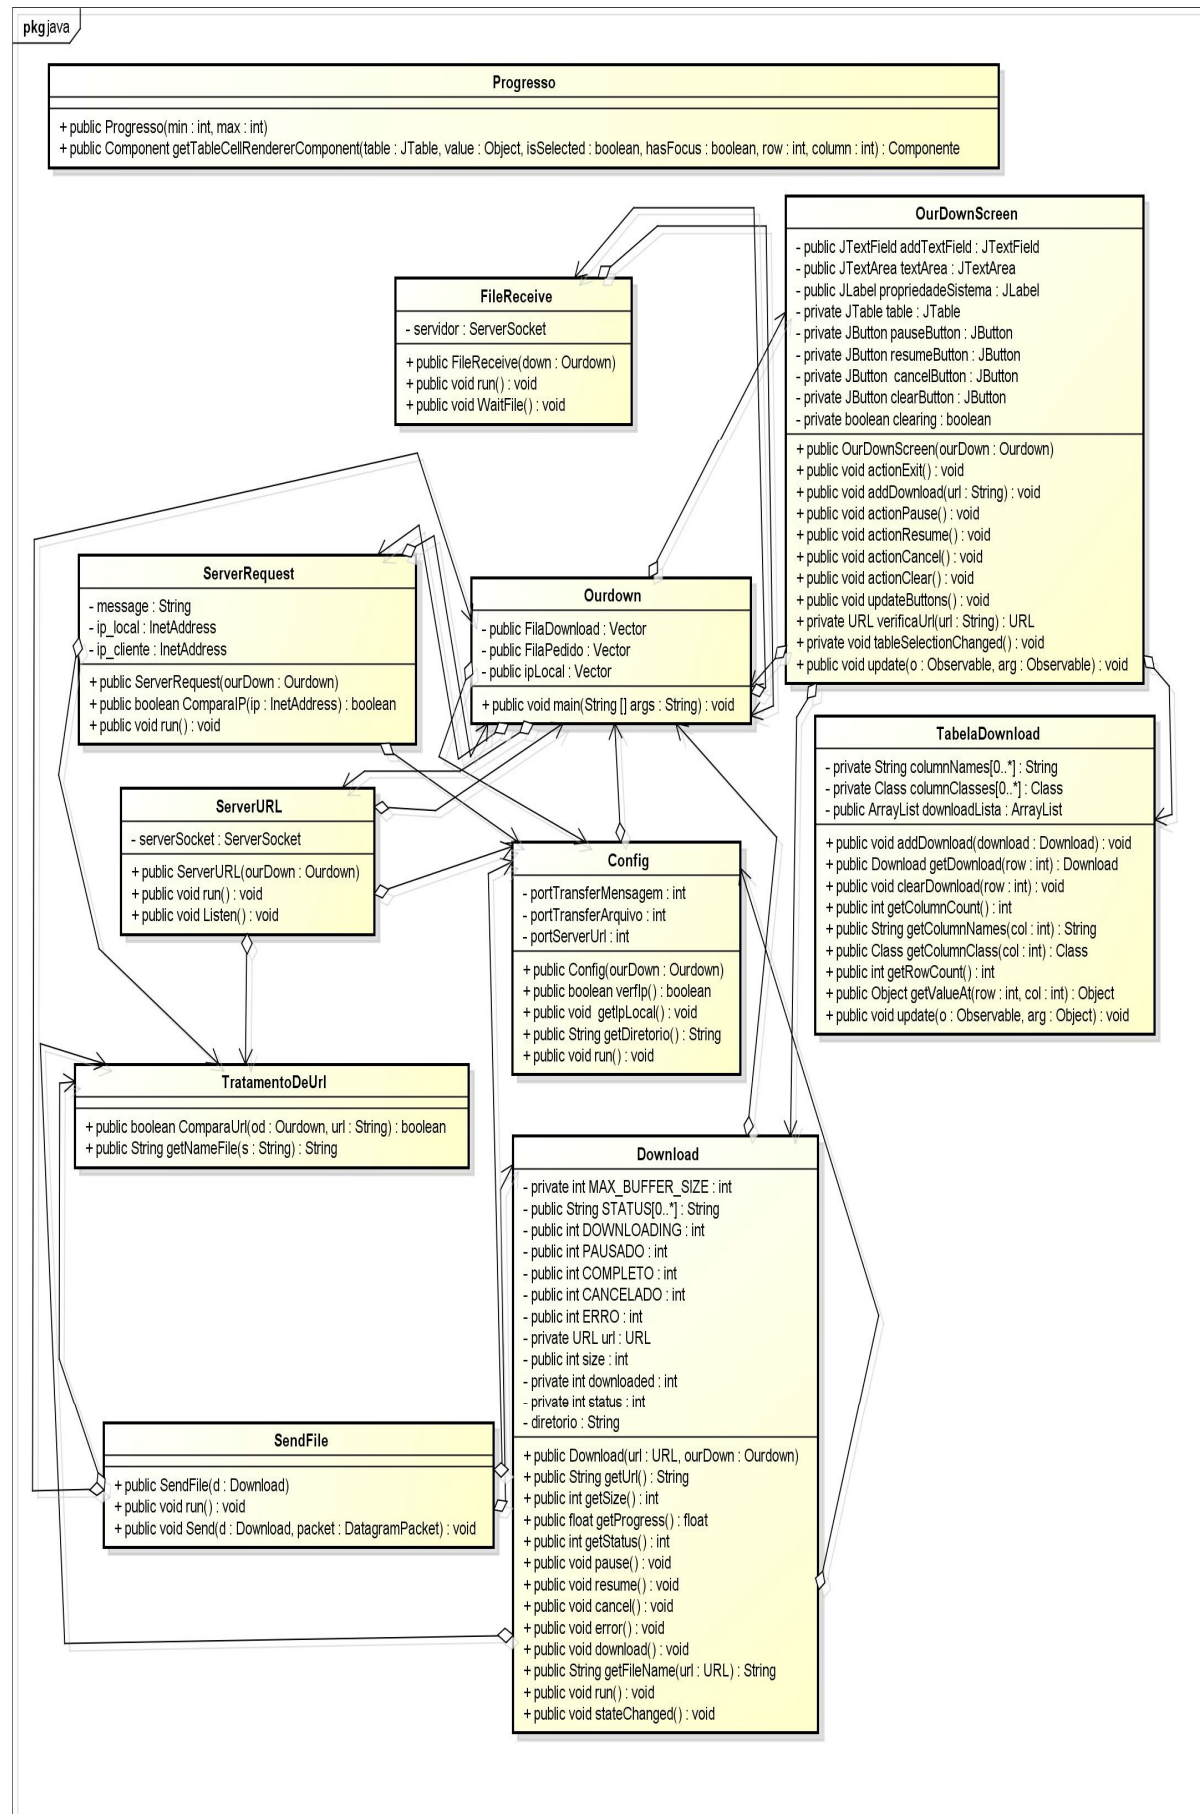 pkg java
Progresso
+ public Progresso(min : int, max : int)
+ public Component getTableCellRendererComponent(table : JTable, value : Object, isSelected : boolean, hasFocus : boolean, row : int, column : int) : Componente
OurDownScreen
- public JTextField addTextField : JTextField
- public JTextArea textArea : JTextArea
- public JLabel propriedadeSistema : JLabel
- private JTable table : JTable
- private JButton pauseButton : JButton
- private JButton resumeButton : JButton
- private JButton cancelButton : JButton
- private JButton clearButton : JButton
- private boolean clearing : boolean
+ public OurDownScreen(ourDown : Ourdown)
+ public void actionExit() : void
+ public void addDownload(url : String) : void
+ public void actionPause() : void
+ public void actionResume() : void
+ public void actionCancel() : void
+ public void actionClear() : void
+ public void updateButtons() : void
+ private URL verificaUrl(url : String) : URL
+ private void tableSelectionChanged() : void
+ public void update(o : Observable, arg : Observable) : void
FileReceive
- servidor : ServerSocket
+ public FileReceive(down : Ourdown)
+ public void run() : void
+ public void WaitFile() : void
ServerRequest
- message : String
- ip_local : InetAddress
- ip_cliente : InetAddress
+ public ServerRequest(ourDown : Ourdown)
+ public boolean ComparaIP(ip : InetAddress) : boolean
+ public void run() : void
Ourdown
- public FilaDownload : Vector
- public FilaPedido : Vector
- public ipLocal : Vector
+ public void main(String [] args : String) : void
TabelaDownload
- private String columnNames[0..*] : String
- private Class columnClasses[0..*] : Class
- public ArrayList downloadLista : ArrayList
+ public void addDownload(download : Download) : void
+ public Download getDownload(row : int) : Download
+ public void clearDownload(row : int) : void
+ public int getColumnCount() : int
+ public String getColumnNames(col : int) : String
+ public Class getColumnClass(col : int) : Class
+ public int getRowCount() : int
+ public Object getValueAt(row : int, col : int) : Object
+ public void update(o : Observable, arg : Object) : void
ServerURL
- serverSocket : ServerSocket
+ public ServerURL(ourDown : Ourdown)
+ public void run() : void
+ public void Listen() : void
Config
- portTransferMensagem : int
- portTransferArquivo : int
- portServerUrl : int
+ public Config(ourDown : Ourdown)
+ public boolean verfIp() : boolean
+ public void getIpLocal() : void
+ public String getDiretorio() : String
+ public void run() : void
TratamentoDeUrl
+ public boolean ComparaUrl(od : Ourdown, url : String) : boolean
+ public String getNameFile(s : String) : String
Download
- private int MAX_BUFFER_SIZE : int
- public String STATUS[0..*] : String
- public int DOWNLOADING : int
- public int PAUSADO : int
- public int COMPLETO : int
- public int CANCELADO : int
- public int ERRO : int
- private URL url : URL
- public int size : int
- private int downloaded : int
- private int status : int
- diretorio : String
+ public Download(url : URL, ourDown : Ourdown)
+ public String getUrl() : String
+ public int getSize() : int
+ public float getProgress() : float
+ public int getStatus() : int
+ public void pause() : void
+ public void resume() : void
+ public void cancel() : void
+ public void error() : void
+ public void download() : void
+ public String getFileName(url : URL) : String
+ public void run() : void
+ public void stateChanged() : void
SendFile
+ public SendFile(d : Download)
+ public void run() : void
+ public void Send(d : Download, packet : DatagramPacket) : void